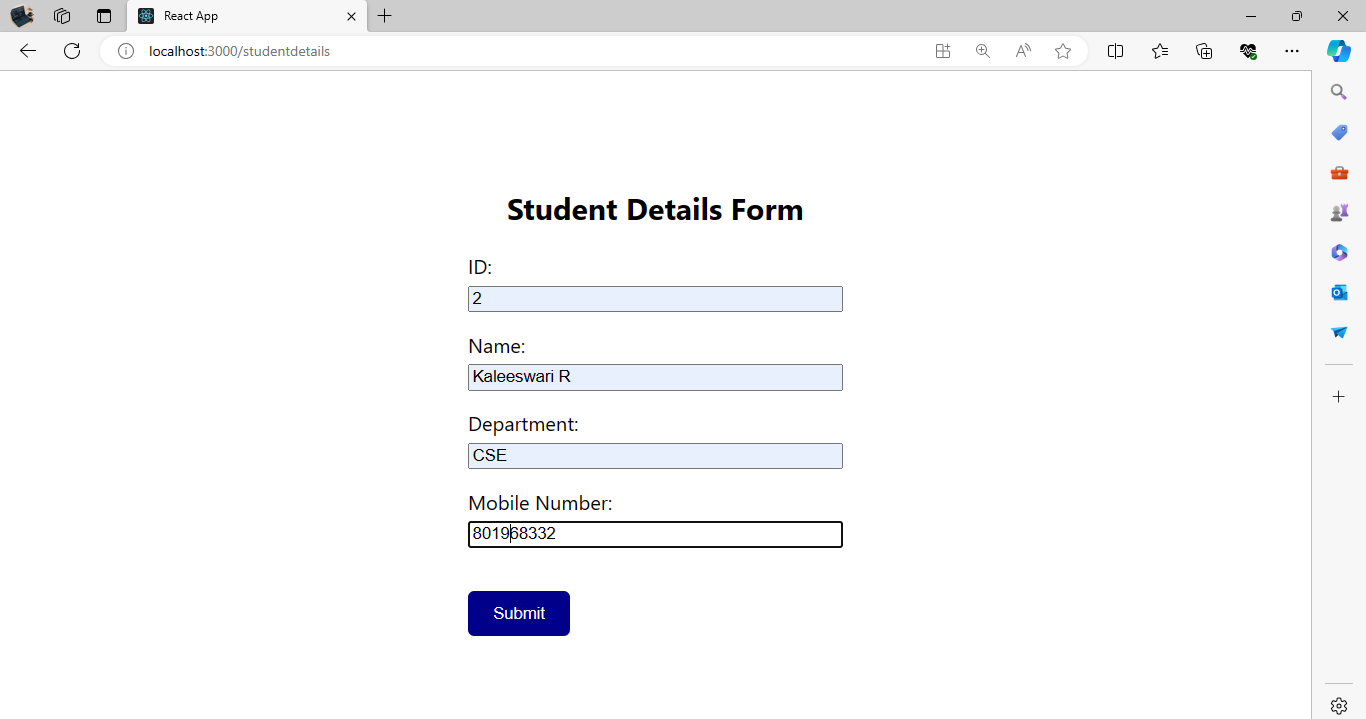 React App
localhost:3000/studentdetails
Student Details Form
ID:
2
Name:
Kaleeswari R
Department:
CSE
Mobile Number:
801968332
Submit